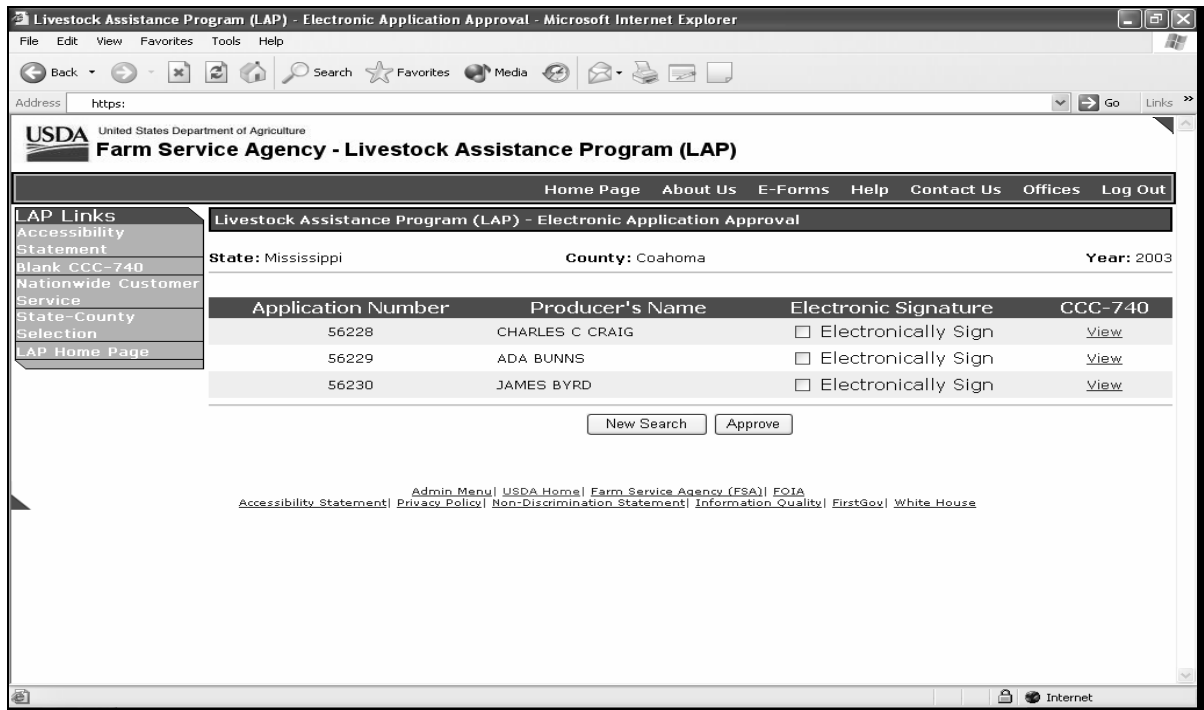 Livestock Assistance Program (LAP) - Electronic Application Approval - Microsoft Internet Explorer
File Edit View Favorites Tools Help
Back Search Favorites Media
Address https: Go Links »
USDA United States Department of Agriculture
Farm Service Agency - Livestock Assistance Program (LAP)
Home Page About Us E-Forms Help Contact Us Offices Log Out
LAP Links
Accessibility
Statement
Blank CCC-740
Nationwide Customer
Service
State-County
Selection
LAP Home Page
Livestock Assistance Program (LAP) - Electronic Application Approval
State: Mississippi County: Coahoma Year: 2003
Application Number Producer's Name Electronic Signature CCC-740
56228 CHARLES C CRAIG Electronically Sign View
56229 ADA BUNNS Electronically Sign View
56230 JAMES BYRD Electronically Sign View
New Search Approve
Admin Menu| USDA Home| Farm Service Agency (FSA)| FOIA
Accessibility Statement| Privacy Policy| Non-Discrimination Statement| Information Quality| FirstGov| White House
Internet